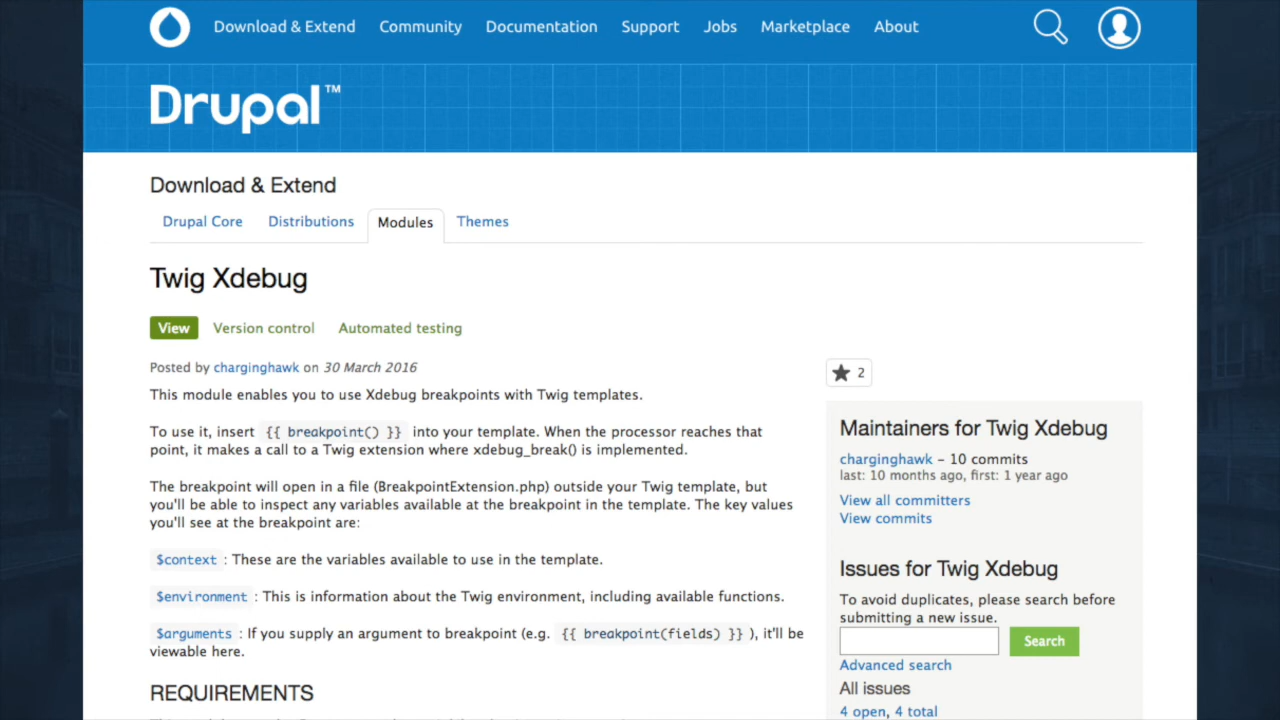 Download & Extend Community Documentation Support Jobs Marketplace About
Drupal™
Download & Extend
Drupal Core Distributions Modules Themes
Twig Xdebug
View Version control Automated testing
Posted by charginghawk on 30 March 2016
This module enables you to use Xdebug breakpoints with Twig templates.
To use it, insert {{ breakpoint() }} into your template. When the processor reaches that
point, it makes a call to a Twig extension where xdebug_break() is implemented.
The breakpoint will open in a file (BreakpointExtension.php) outside your Twig template, but
you'll be able to inspect any variables available at the breakpoint in the template. The key values
you'll see at the breakpoint are:
$context : These are the variables available to use in the template.
$environment : This is information about the Twig environment, including available functions.
$arguments : If you supply an argument to breakpoint (e.g. {{ breakpoint(fields) }} ), it'll be
viewable here.
REQUIREMENTS
2
Maintainers for Twig Xdebug
charginghawk – 10 commits
last: 10 months ago, first: 1 year ago
View all committers
View commits
Issues for Twig Xdebug
To avoid duplicates, please search before
submitting a new issue.
Search
Advanced search
All issues
4 open, 4 total